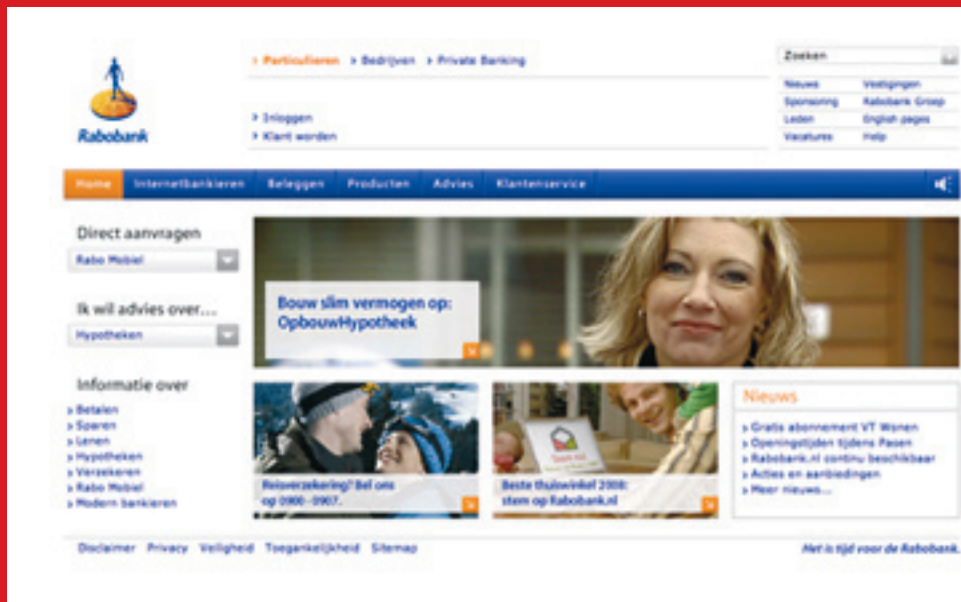 Rabobank
› Particulieren › Bedrijven › Private Banking
› Inloggen
› Klant worden
Zoeken
Nieuws Vestigingen
Sponsoring Rabobank Groep
Leden English pages
Vacatures Help
Home Internetbankieren Beleggen Producten Advies Klantenservice
Direct aanvragen
Rabo Mobiel
Ik wil advies over...
Hypotheken
Informatie over
› Betalen
› Sparen
› Lenen
› Hypotheken
› Verzekeren
› Rabo Mobiel
› Modern bankieren
Bouw slim vermogen op:
OpbouwHypotheek
Reisverzekering? Bel ons
op 0900-0907.
Beste thuiswinkel 2008:
stem op Rabobank.nl
Nieuws
› Gratis abonnement VT Wonen
› Openingstijden tijdens Pasen
› Rabobank.nl continu beschikbaar
› Acties en aanbiedingen
› Meer nieuws...
Disclaimer Privacy Veiligheid Toegankelijkheid Sitemap
Het is tijd voor de Rabobank.